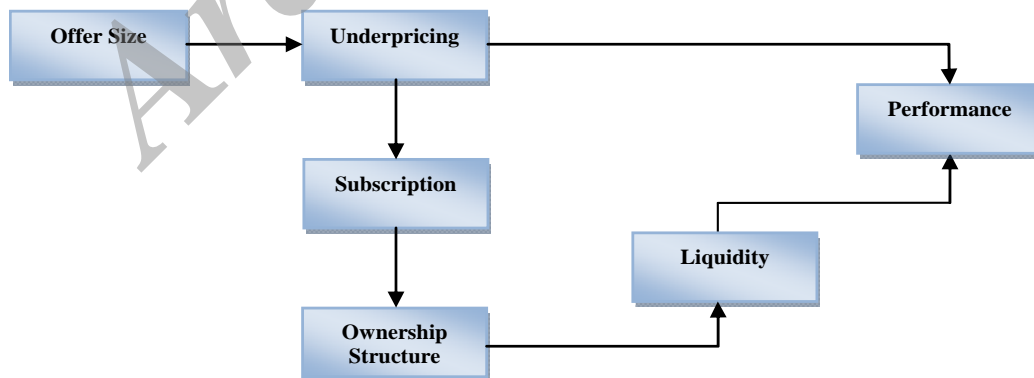 Offer Size
Underpricing
Performance
Subscription
Liquidity
Ownership
Structure